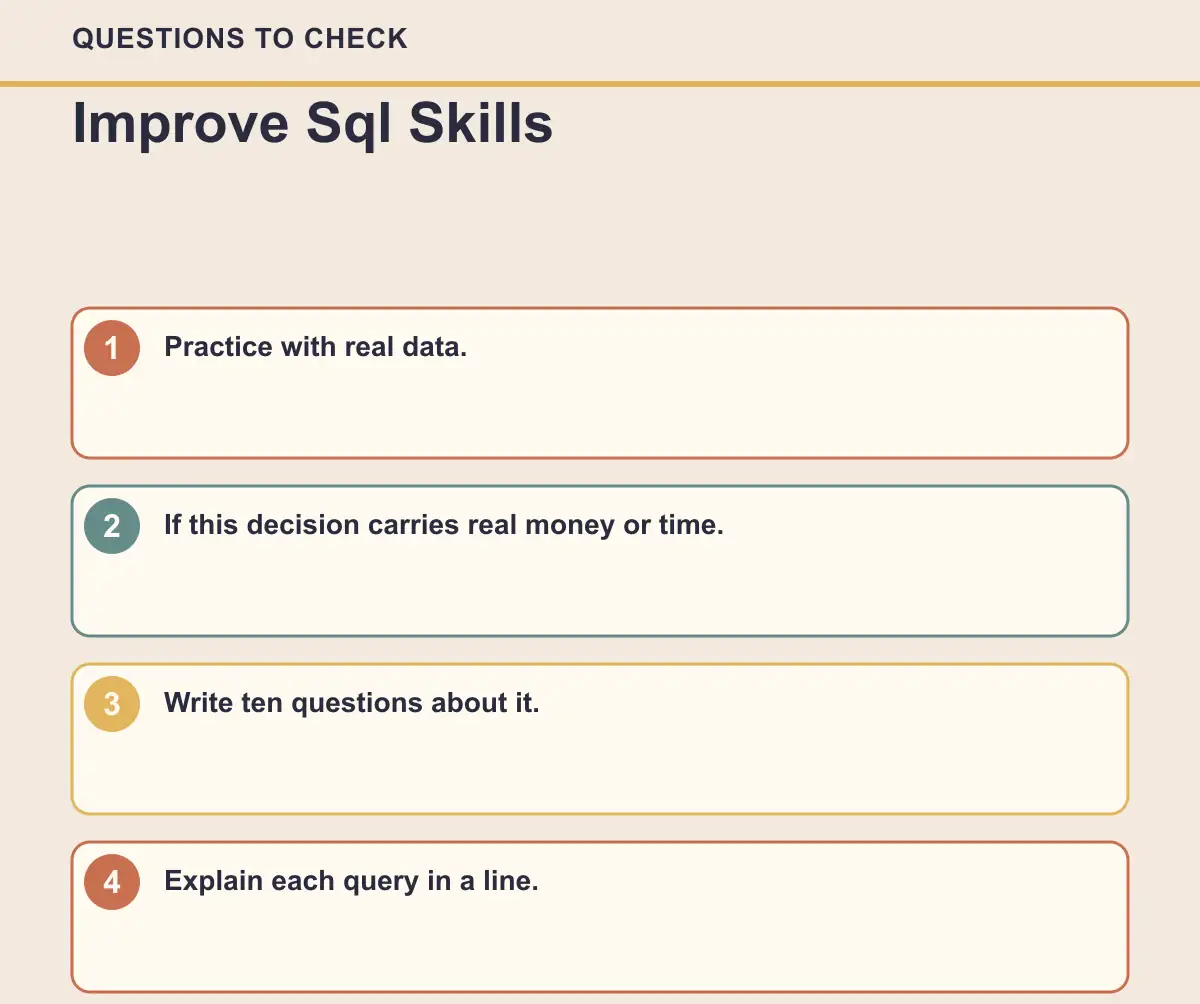 QUESTIONS TO CHECK
Improve Sql Skills
1 Practice with real data.
2 If this decision carries real money or time.
3 Write ten questions about it.
4 Explain each query in a line.